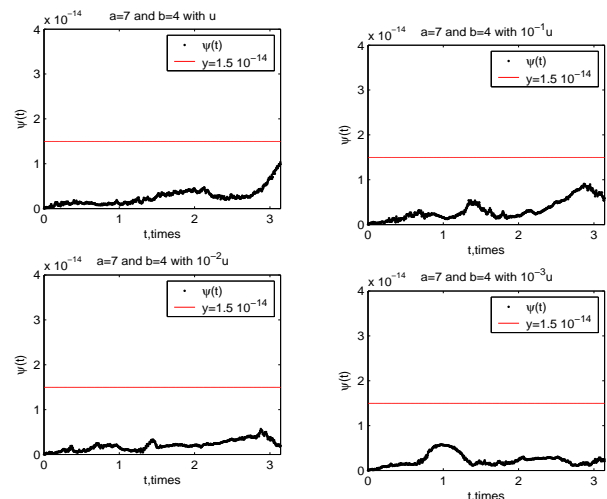 x 10⁻¹⁴
a=7 and b=4 with u
4
3
2
1
0
0
1
2
3
ψ(t)
t,times
ψ(t)
y=1.5 10⁻¹⁴
x 10⁻¹⁴
a=7 and b=4 with 10⁻¹u
4
3
2
1
0
0
1
2
3
ψ(t)
t,times
ψ(t)
y=1.5 10⁻¹⁴
x 10⁻¹⁴
a=7 and b=4 with 10⁻²u
4
3
2
1
0
0
1
2
3
ψ(t)
t,times
ψ(t)
y=1.5 10⁻¹⁴
x 10⁻¹⁴
a=7 and b=4 with 10⁻³u
4
3
2
1
0
0
1
2
3
ψ(t)
t,times
ψ(t)
y=1.5 10⁻¹⁴